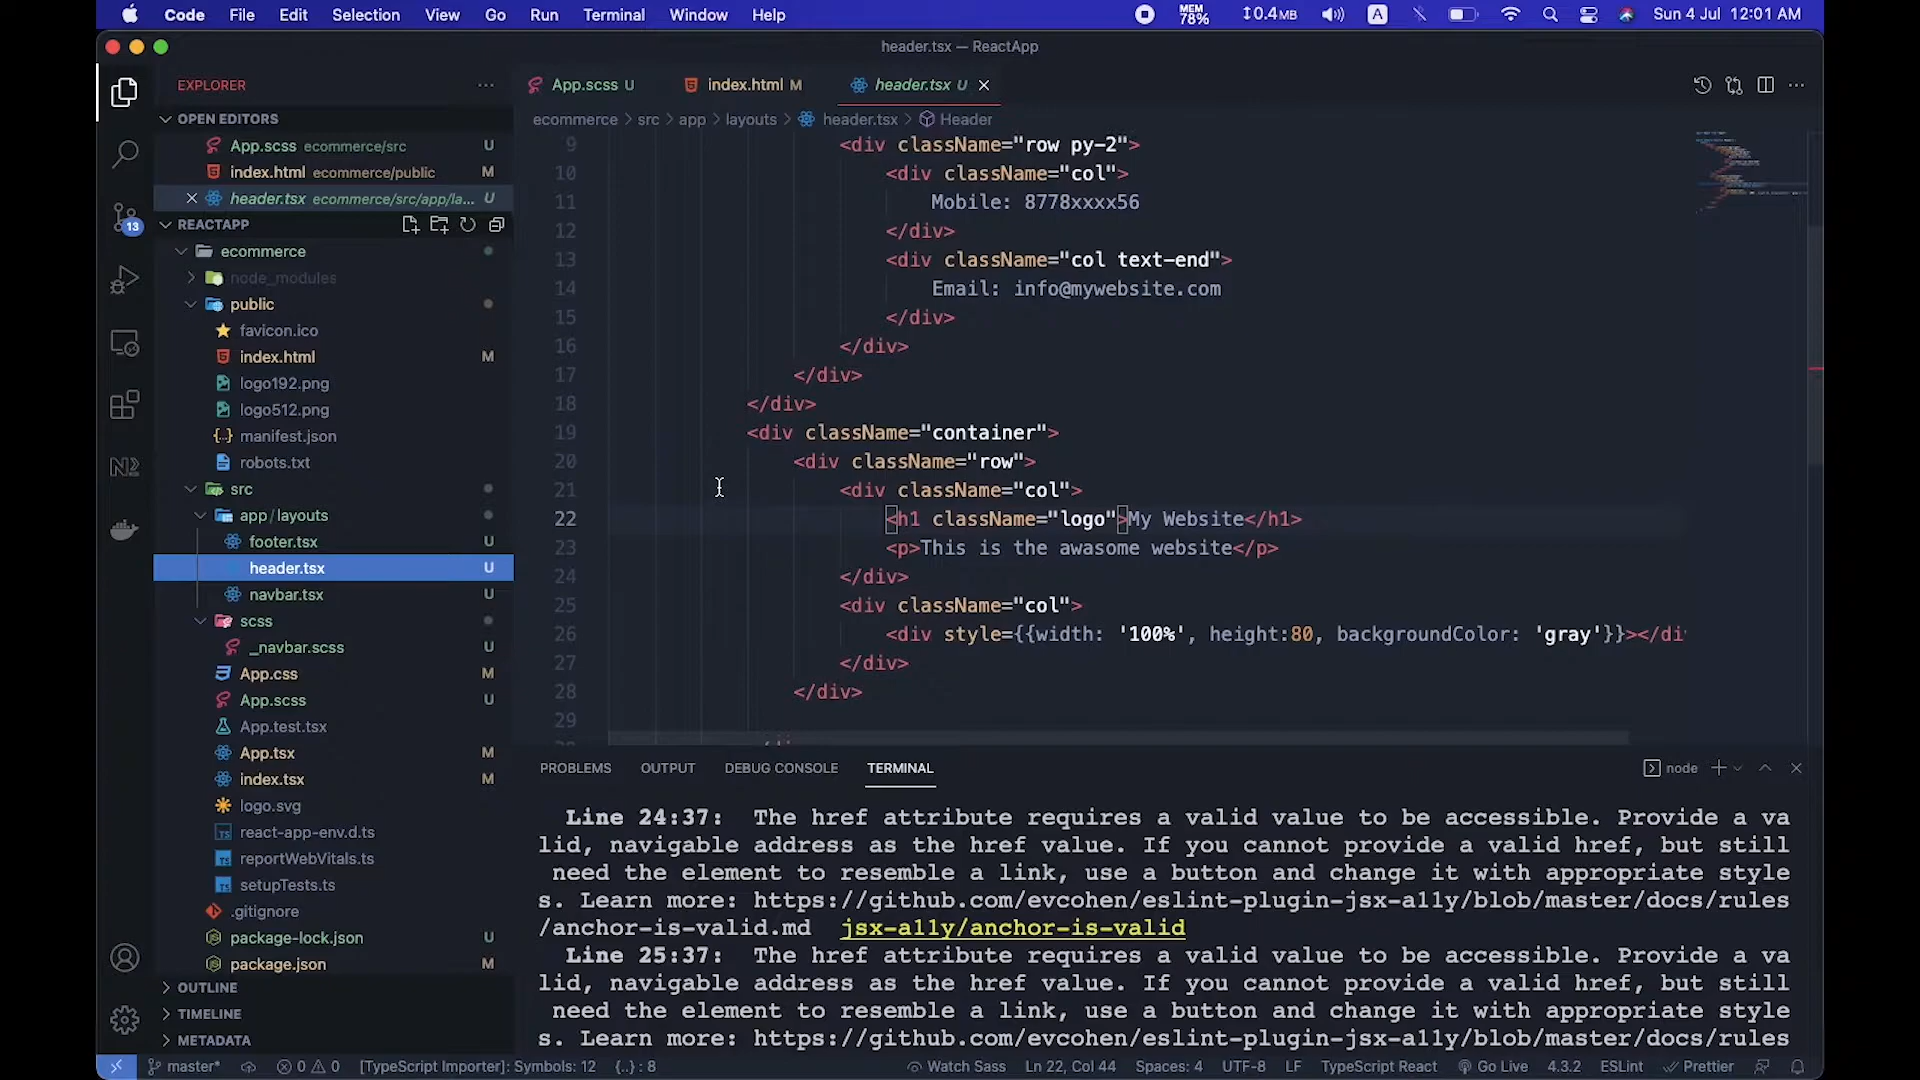 Code File Edit Selection View Go Run Terminal Window Help MEM 78% 0.4MB A Sun 4 Jul 12:01 AM
header.tsx — ReactApp
EXPLORER
App.scss U index.html M header.tsx U
ecommerce > src > app > layouts > header.tsx > Header
OPEN EDITORS
App.scss ecommerce/src U
index.html ecommerce/public M
header.tsx ecommerce/src/app/la... U
13
REACTAPP
ecommerce
node_modules
public
favicon.ico
index.html M
logo192.png
logo512.png
manifest.json
robots.txt
src
app/layouts
footer.tsx U
header.tsx U
navbar.tsx U
scss
_navbar.scss U
App.css M
App.scss U
App.test.tsx
App.tsx M
index.tsx M
logo.svg
react-app-env.d.ts
reportWebVitals.ts
setupTests.ts
.gitignore
package-lock.json U
package.json M
OUTLINE
TIMELINE
METADATA
9 <div className="row py-2">
10 <div className="col">
11 Mobile: 8778xxxx56
12 </div>
13 <div className="col text-end">
14 Email: info@mywebsite.com
15 </div>
16 </div>
17 </div>
18 </div>
19 <div className="container">
20 <div className="row">
21 <div className="col">
22 <h1 className="logo">My Website</h1>
23 <p>This is the awasome website</p>
24 </div>
25 <div className="col">
26 <div style={{width: '100%', height:80, backgroundColor: 'gray'}}></di
27 </div>
28 </div>
29
PROBLEMS OUTPUT DEBUG CONSOLE TERMINAL node
Line 24:37: The href attribute requires a valid value to be accessible. Provide a va
lid, navigable address as the href value. If you cannot provide a valid href, but still
need the element to resemble a link, use a button and change it with appropriate style
s. Learn more: https://github.com/evcohen/eslint-plugin-jsx-a11y/blob/master/docs/rules
/anchor-is-valid.md jsx-a11y/anchor-is-valid
Line 25:37: The href attribute requires a valid value to be accessible. Provide a va
lid, navigable address as the href value. If you cannot provide a valid href, but still
need the element to resemble a link, use a button and change it with appropriate style
s. Learn more: https://github.com/evcohen/eslint-plugin-jsx-a11y/blob/master/docs/rules
master* 0 0 [TypeScript Importer]: Symbols: 12 {..} : 8 Watch Sass Ln 22, Col 44 Spaces: 4 UTF-8 LF TypeScript React Go Live 4.3.2 ESLint Prettier